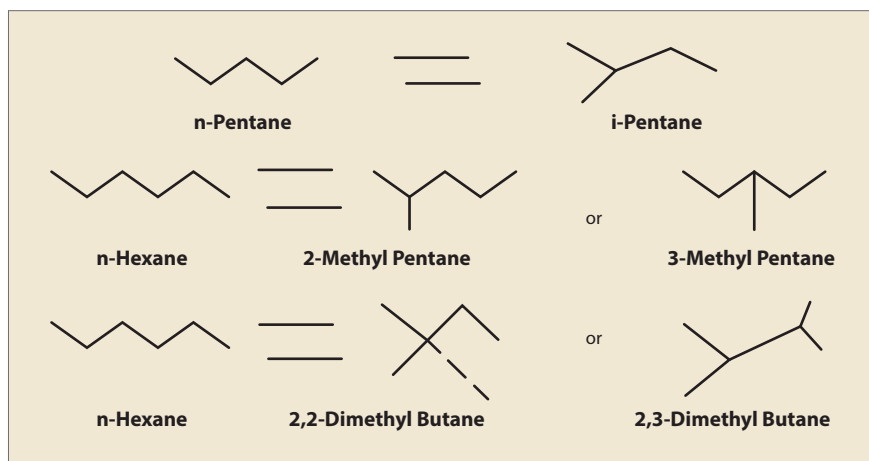 n-Pentane i-Pentane
or
n-Hexane 2-Methyl Pentane 3-Methyl Pentane
or
n-Hexane 2,2-Dimethyl Butane 2,3-Dimethyl Butane